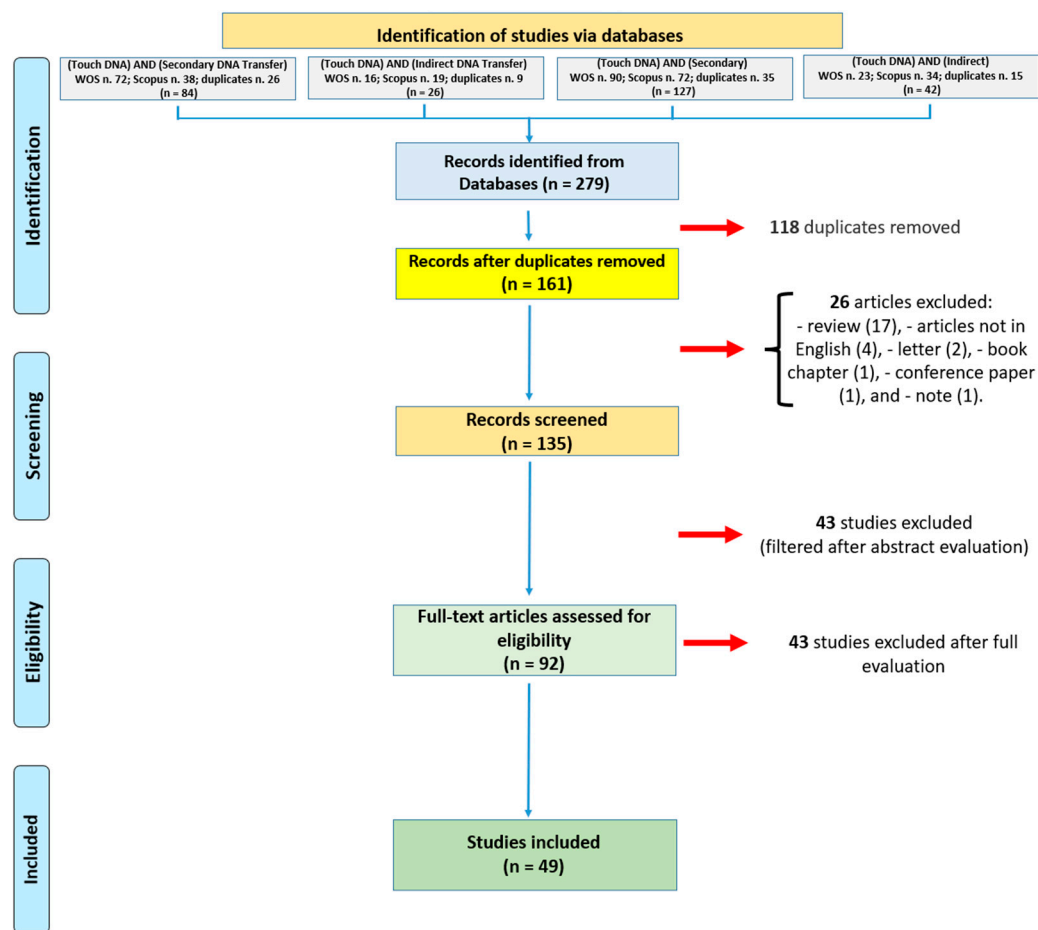 Identification of studies via databases
(Touch DNA) AND (Secondary DNA Transfer)
WOS n. 72; Scopus n. 38; duplicates n. 26
(n = 84)
(Touch DNA) AND (Indirect DNA Transfer)
WOS n. 16; Scopus n. 19; duplicates n. 9
(n = 26)
(Touch DNA) AND (Secondary)
WOS n. 90; Scopus n. 72; duplicates n. 35
(n = 127)
(Touch DNA) AND (Indirect)
WOS n. 23; Scopus n. 34; duplicates n. 15
(n = 42)
Identification
Records identified from
Databases (n = 279)
118 duplicates removed
Records after duplicates removed
(n = 161)
26 articles excluded:
- review (17), - articles not in
English (4), - letter (2), - book
chapter (1), - conference paper
(1), and - note (1).
Screening
Records screened
(n = 135)
43 studies excluded
(filtered after abstract evaluation)
Eligibility
Full-text articles assessed for
eligibility
(n = 92)
43 studies excluded after full
evaluation
Included
Studies included
(n = 49)